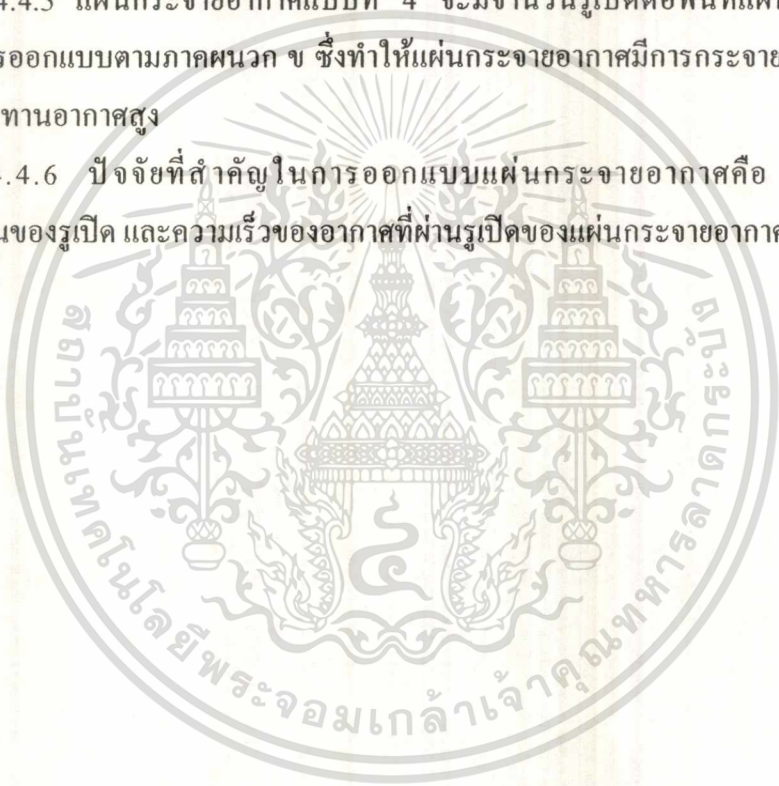 4.4.5 แผ่นกระจายอากาศแบบที่ 4 จะมีจำนวนรูเปิดต่อพื้นที่แผ่
รออกแบบตามภาคผนวก ข ซึ่งทำให้แผ่นกระจายอากาศมีการกระจาย
ทานอากาศสูง
4.4.6 ปัจจัยที่สำคัญในการออกแบบแผ่นกระจายอากาศคือ
นของรูเปิด และความเร็วของอากาศที่ผ่านรูเปิดของแผ่นกระจายอากาศ
สถาบันเทคโนโลยีพระจอมเกล้าเจ้าคุณทหารลาดกระบัง